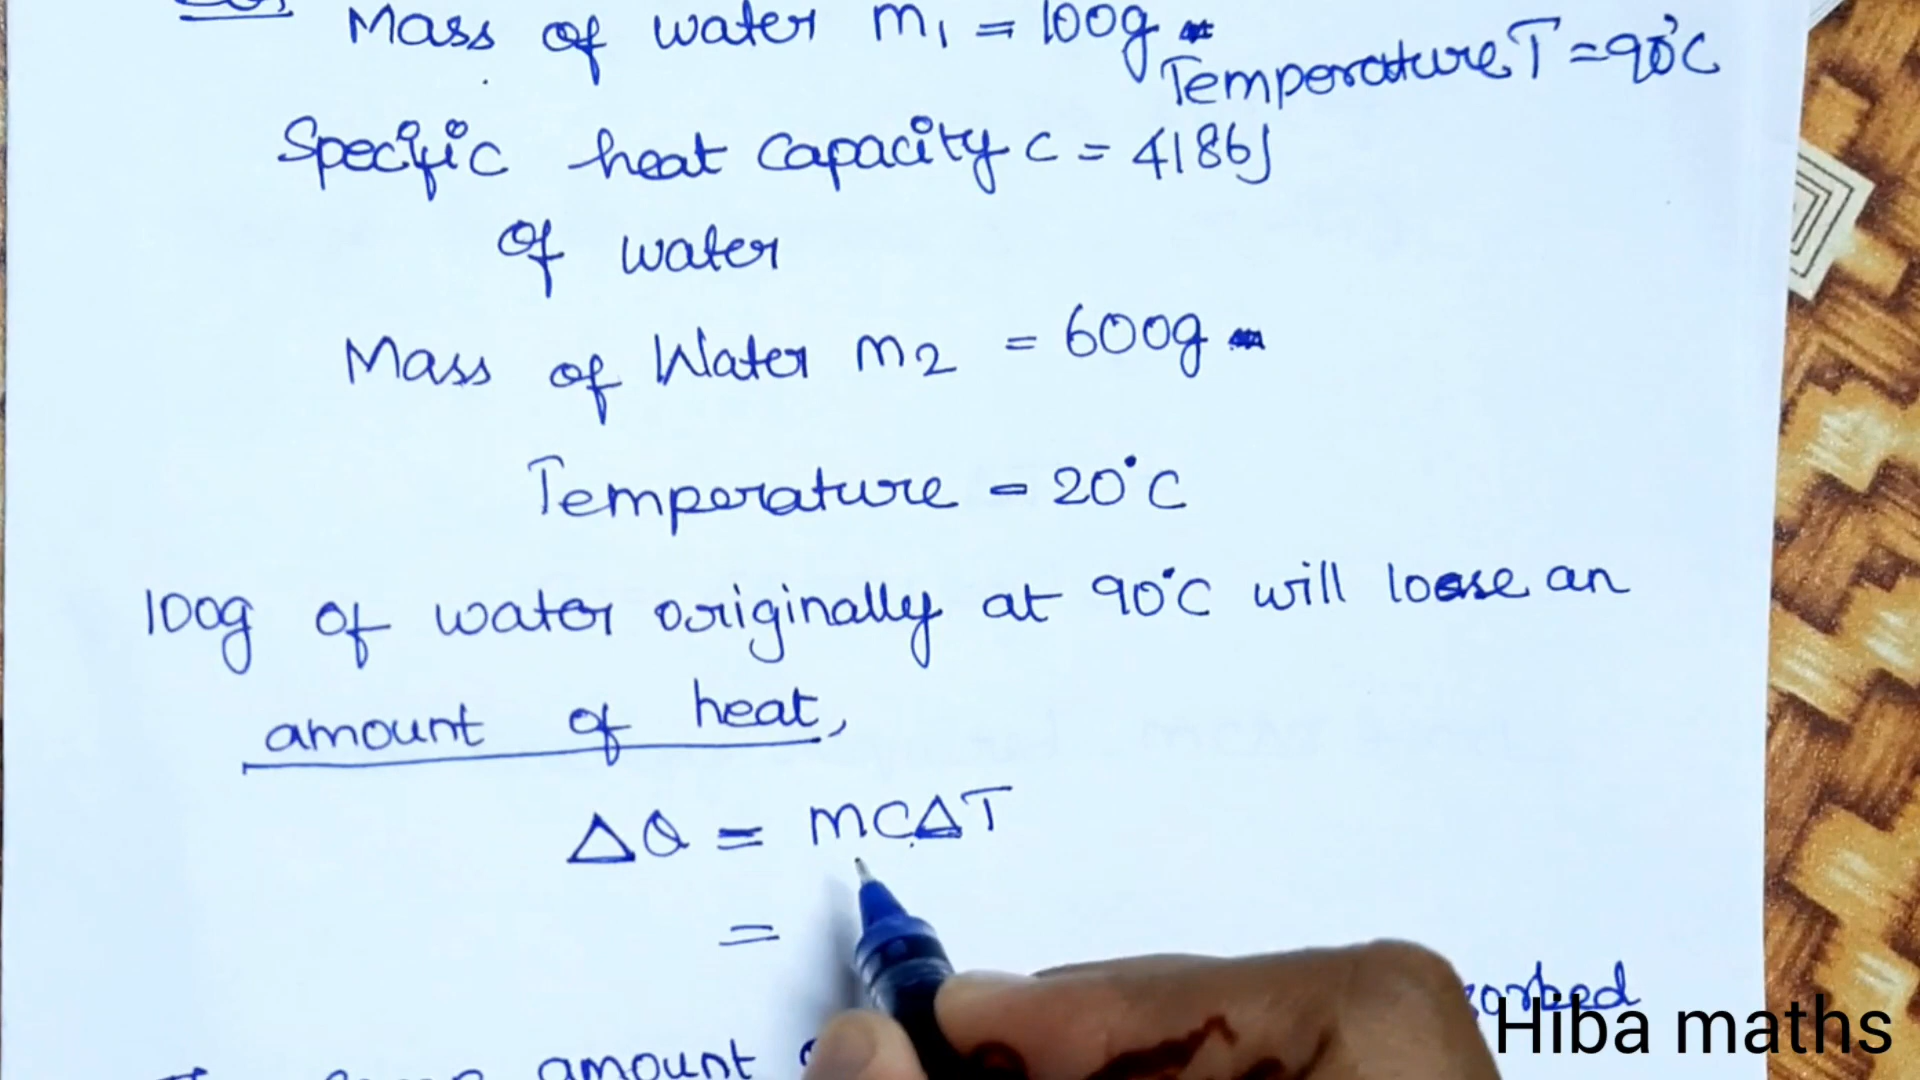 Mass of water m₁ = 100g
Temperature T = 90°C
Specific heat capacity c = 4186J
of water
Mass of Water m2 = 600g
Temperature - 20°C
100g of water originally at 90°C will loose an
amount of heat,
ΔQ = mCΔT
=
amount
Hiba maths